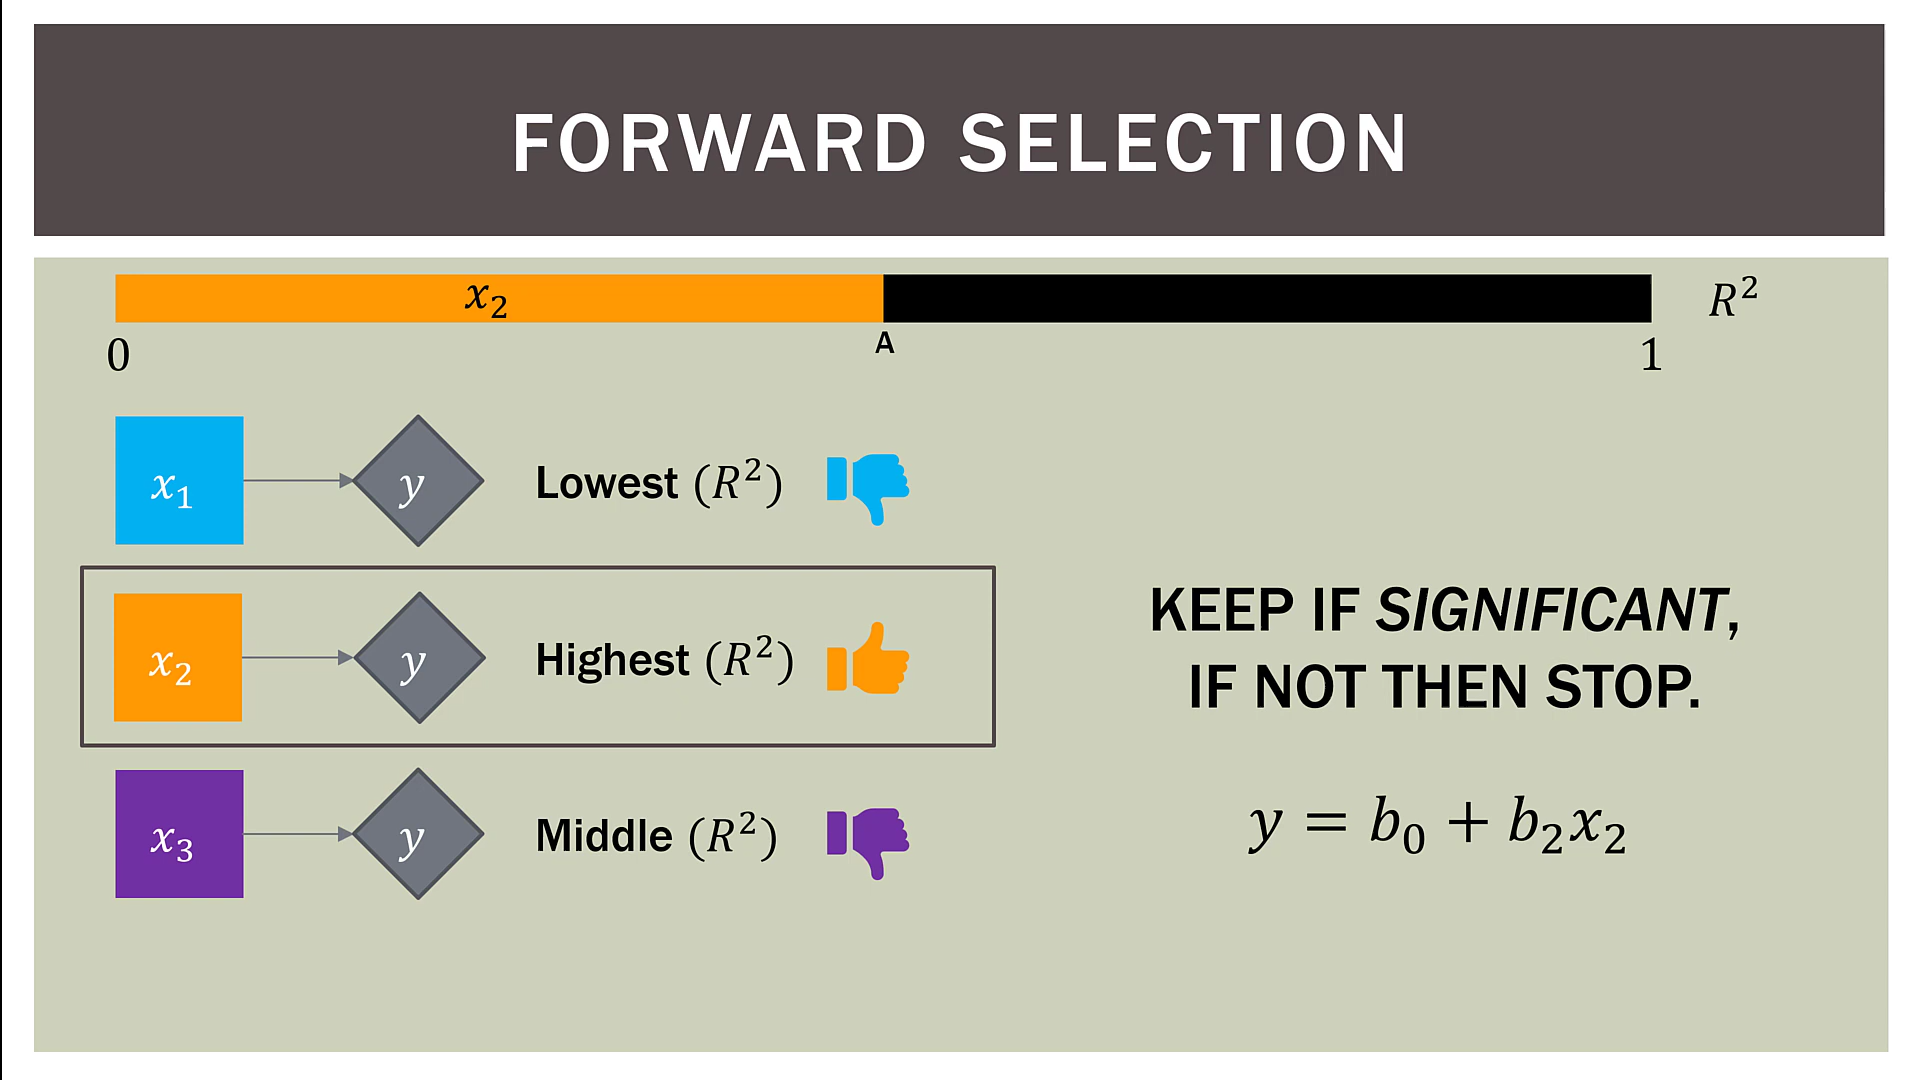 FORWARD SELECTION
x₂
R²
0
A
1
x₁
y
Lowest (R²)
x₂
y
Highest (R²)
KEEP IF SIGNIFICANT,
IF NOT THEN STOP.
x₃
y
Middle (R²)
y = b₀ + b₂x₂